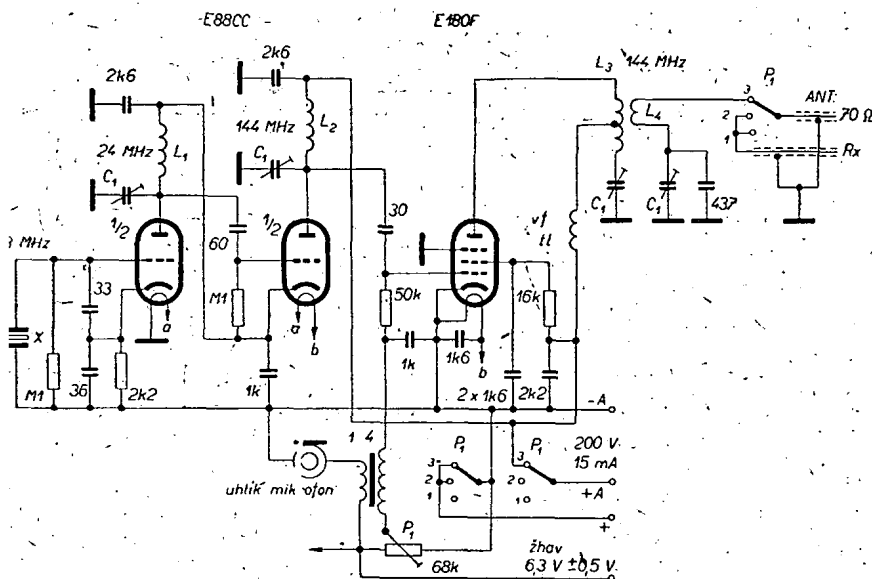 -E88CC-
E180F
2k6
2k6
L3 144 MHz
P1
3
2
1
ANT.
70 Ω
Rx
L4
24 MHz
L1
144 MHz
L2
C1
C1
C1
C1
437
1/2
1/2
60
30
vf
tl
MHz
33
M1
50k
16k
X
a
a
b
b
M1
36
2k2
1k
1k
1k6
2 x 1k6
2k2
-A
1 4
P1
3
2
1
P1
3
2
1
200 V
15 mA
+A
+
uhlík mik ofon
P1
68k
žhav
6,3 V ±0,5 V